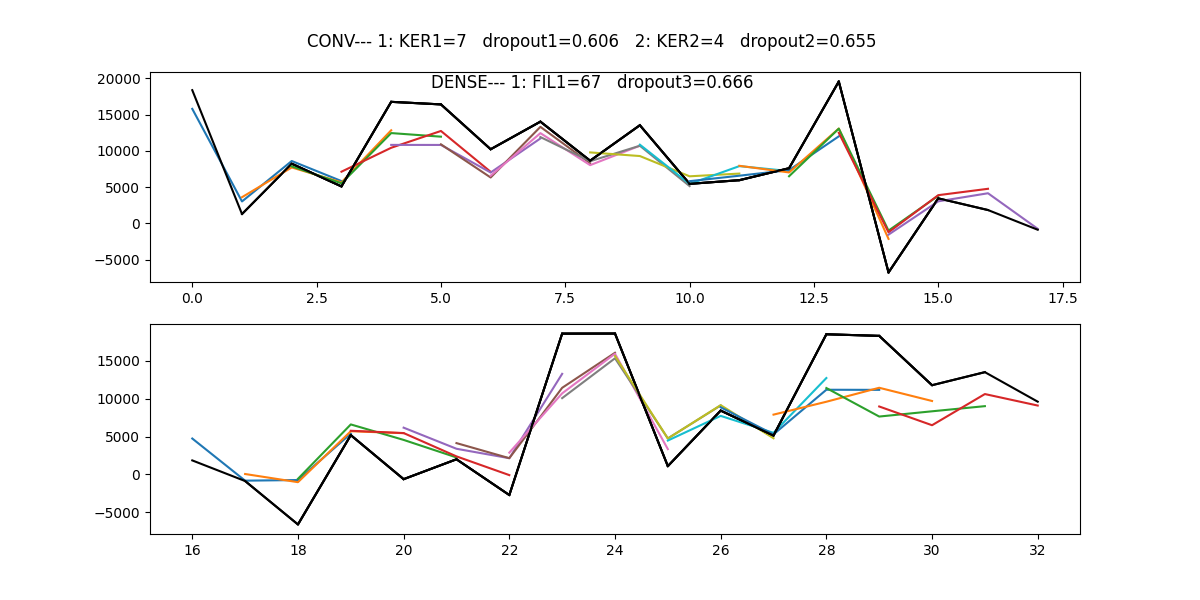 CONV--- 1: KER1=7   dropout1=0.606   2: KER2=4   dropout2=0.655
DENSE--- 1: FIL1=67   dropout3=0.666
20000
15000
10000
5000
0
−5000
0.0 2.5 5.0 7.5 10.0 12.5 15.0 17.5
15000
10000
5000
0
−5000
16 18 20 22 24 26 28 30 32